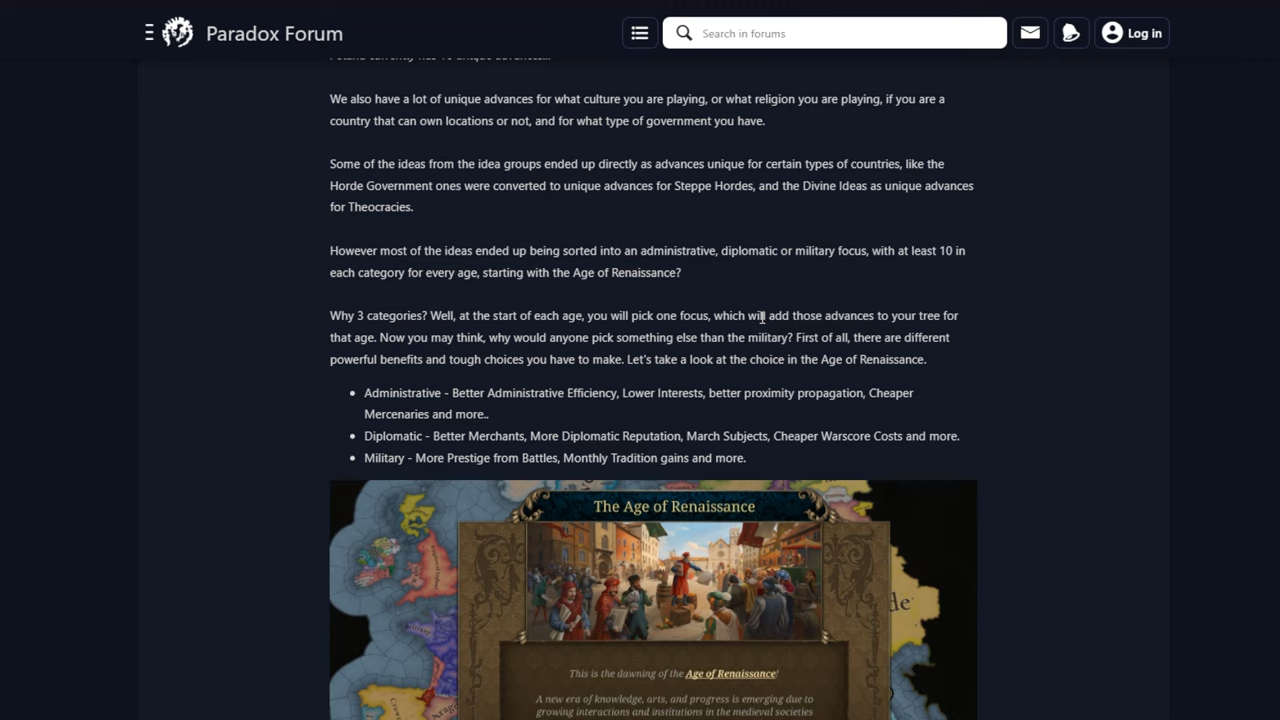 Paradox Forum
Search in forums
Log in
We also have a lot of unique advances for what culture you are playing, or what religion you are playing, if you are a
country that can own locations or not, and for what type of government you have.
Some of the ideas from the idea groups ended up directly as advances unique for certain types of countries, like the
Horde Government ones were converted to unique advances for Steppe Hordes, and the Divine Ideas as unique advances
for Theocracies.
However most of the ideas ended up being sorted into an administrative, diplomatic or military focus, with at least 10 in
each category for every age, starting with the Age of Renaissance?
Why 3 categories? Well, at the start of each age, you will pick one focus, which will add those advances to your tree for
that age. Now you may think, why would anyone pick something else than the military? First of all, there are different
powerful benefits and tough choices you have to make. Let's take a look at the choice in the Age of Renaissance.
• Administrative - Better Administrative Efficiency, Lower Interests, better proximity propagation, Cheaper
Mercenaries and more..
• Diplomatic - Better Merchants, More Diplomatic Reputation, March Subjects, Cheaper Warscore Costs and more.
• Military - More Prestige from Battles, Monthly Tradition gains and more.
The Age of Renaissance
This is the dawning of the Age of Renaissance!
A new era of knowledge, arts, and progress is emerging due to
growing interactions and institutions in the medieval societies